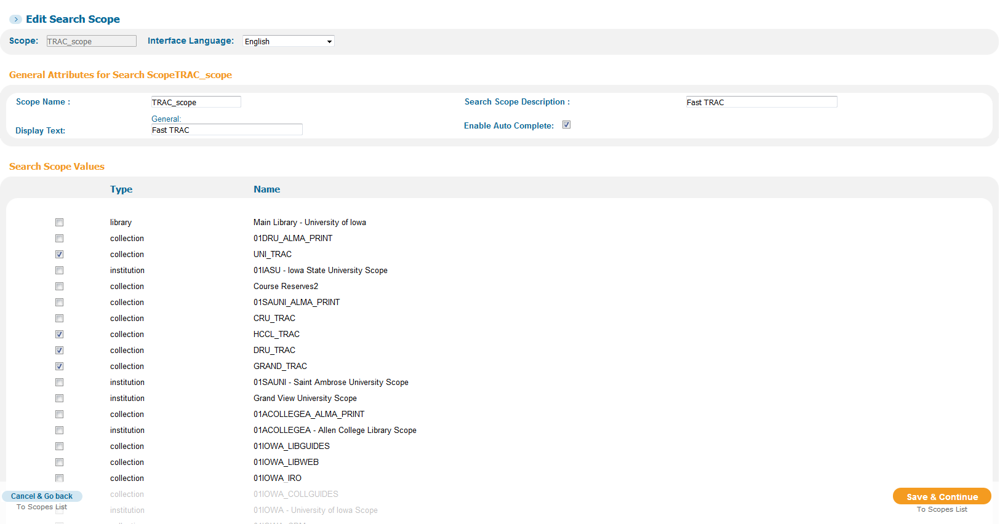 Edit Search Scope
Scope: TRAC_scope Interface Language: English
General Attributes for Search ScopeTRAC_scope
Scope Name : TRAC_scope Search Scope Description : Fast TRAC
General:
Display Text: Fast TRAC Enable Auto Complete:
Search Scope Values
Type Name
library Main Library - University of Iowa
collection 01DRU_ALMA_PRINT
collection UNI_TRAC
institution 01IASU - Iowa State University Scope
collection Course Reserves2
collection 01SAUNI_ALMA_PRINT
collection CRU_TRAC
collection HCCL_TRAC
collection DRU_TRAC
collection GRAND_TRAC
institution 01SAUNI - Saint Ambrose University Scope
institution Grand View University Scope
collection 01ACOLLEGEA_ALMA_PRINT
institution 01ACOLLEGEA - Allen College Library Scope
collection 01IOWA_LIBGUIDES
collection 01IOWA_LIBWEB
collection 01IOWA_IRO
collection 01IOWA_COLLGUIDES
Cancel & Go back Save & Continue
To Scopes List To Scopes List
institution 01IOWA - University of Iowa Scope